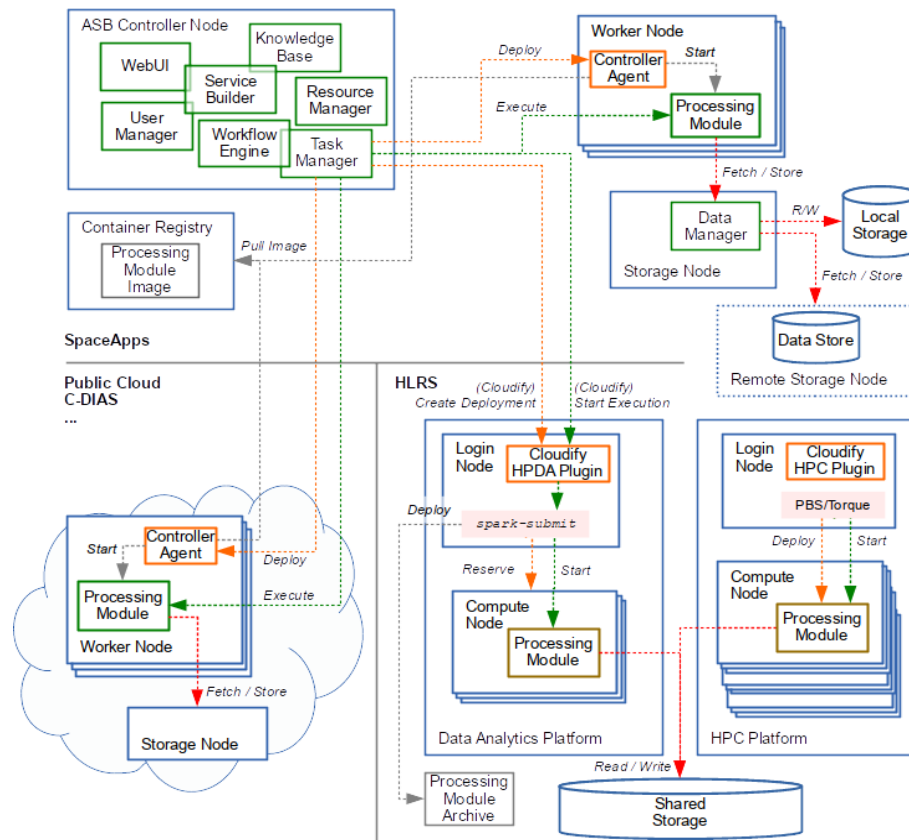 ASB Controller Node
WebUI
Knowledge
Base
Service
Builder
Resource
Manager
User
Manager
Workflow
Engine
Task
Manager
Deploy
Execute
Worker Node
Controller
Agent
Start
Processing
Module
Fetch / Store
Data
Manager
Storage Node
R/W
Local
Storage
Fetch / Store
Data Store
Remote Storage Node
Container Registry
Processing
Module
Image
Pull Image
SpaceApps
Public Cloud
C-DIAS
...
Controller
Agent
Start
Deploy
Processing
Module
Execute
Worker Node
Fetch / Store
Storage Node
HLRS
(Cloudify)
Create Deployment
(Cloudify)
Start Execution
Login
Node
Cloudify
HPDA Plugin
Deploy
spark-submit
Reserve
Start
Compute
Node
Processing
Module
Data Analytics Platform
Login
Node
Cloudify
HPC Plugin
PBS/Torque
Deploy
Start
Compute
Node
Processing
Module
HPC Platform
Read / Write
Processing
Module
Archive
Shared
Storage